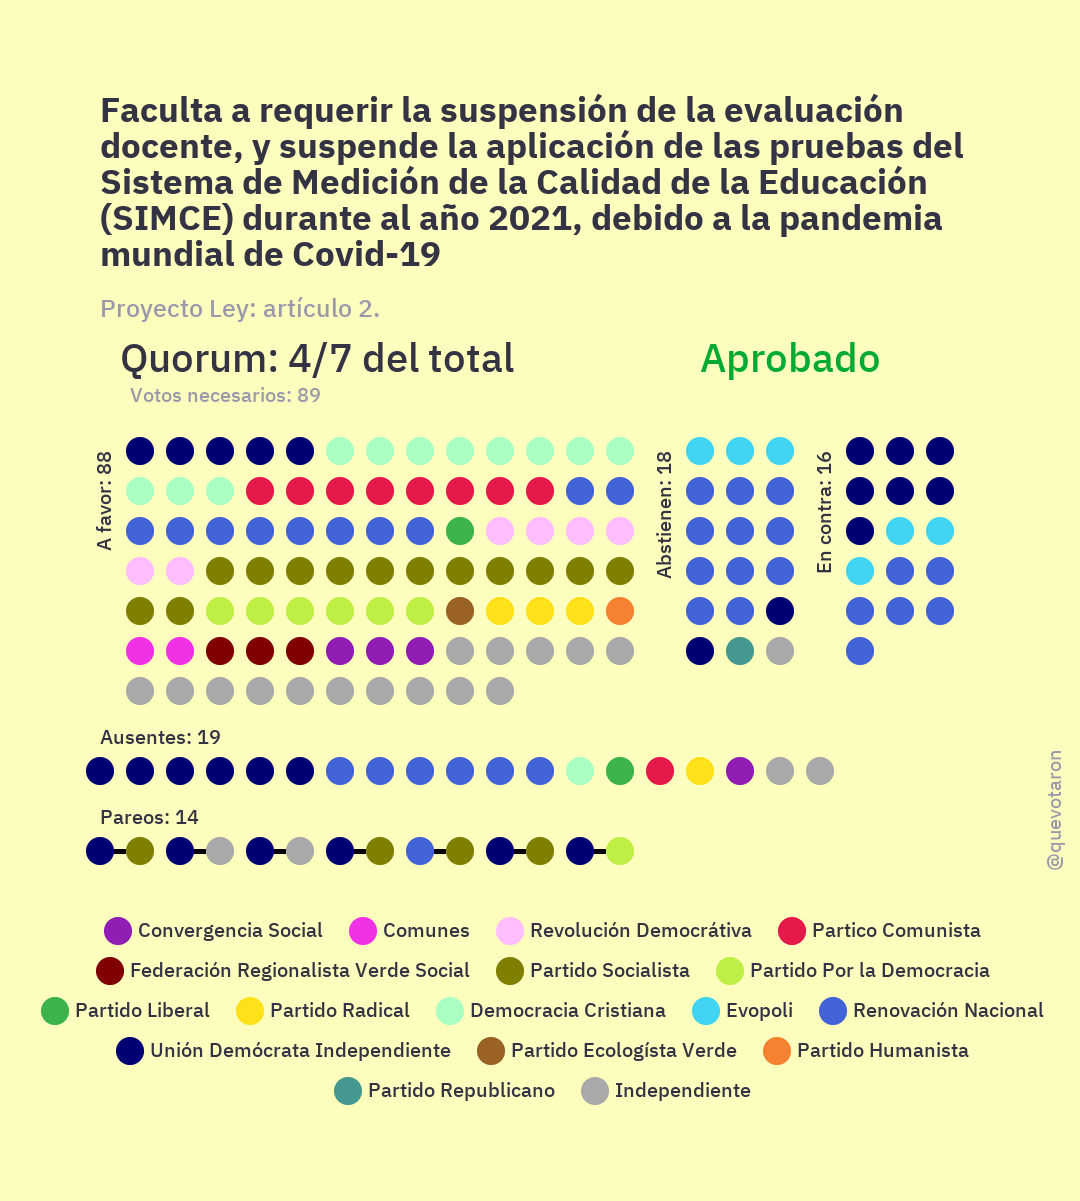 Faculta a requerir la suspensión de la evaluación
docente, y suspende la aplicación de las pruebas del
Sistema de Medición de la Calidad de la Educación
(SIMCE) durante al año 2021, debido a la pandemia
mundial de Covid-19
Proyecto Ley: artículo 2.
Quorum: 4/7 del total
Aprobado
Votos necesarios: 89
A favor: 88
Abstienen: 18
En contra: 16
Ausentes: 19
Pareos: 14
@quevotaron
Convergencia Social
Comunes
Revolución Democrátiva
Partico Comunista
Federación Regionalista Verde Social
Partido Socialista
Partido Por la Democracia
Partido Liberal
Partido Radical
Democracia Cristiana
Evopoli
Renovación Nacional
Unión Demócrata Independiente
Partido Ecologísta Verde
Partido Humanista
Partido Republicano
Independiente